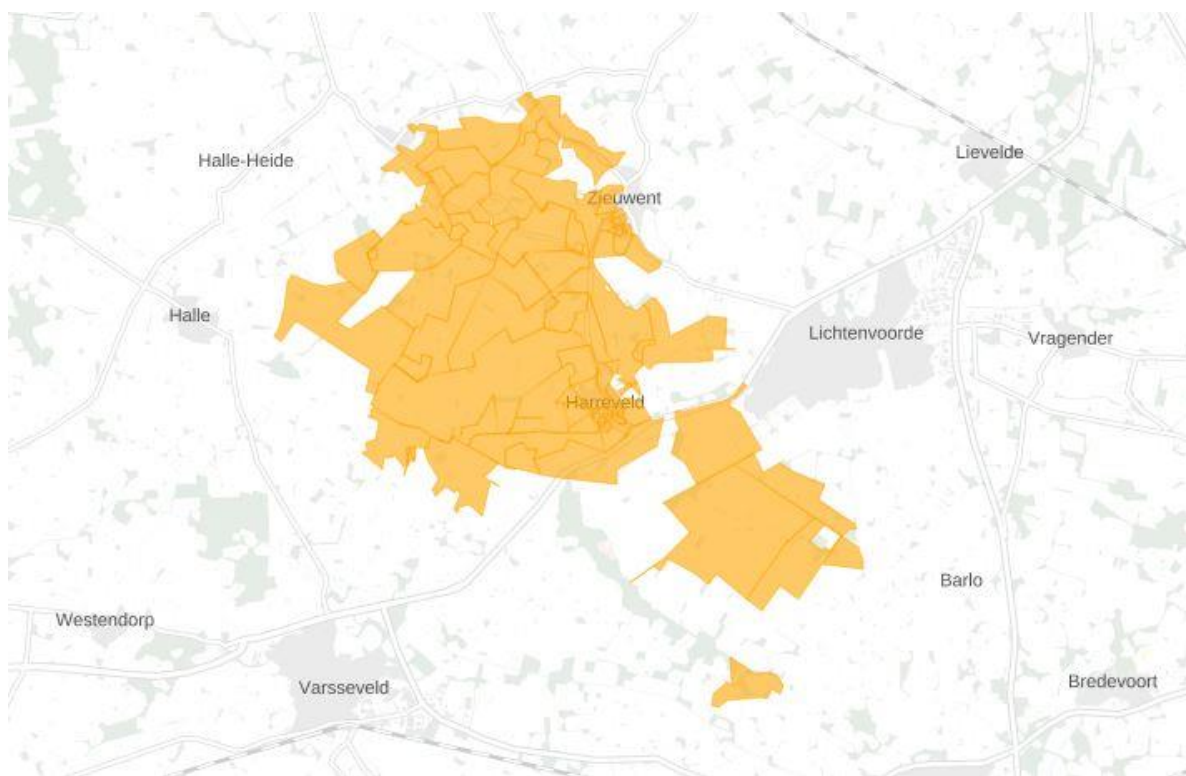 Halle-Heide
Lievelde
Zieuwent
Halle
Lichtenvoorde
Vragender
Harreveld
Barlo
Westendorp
Varsseveld
Bredevoort